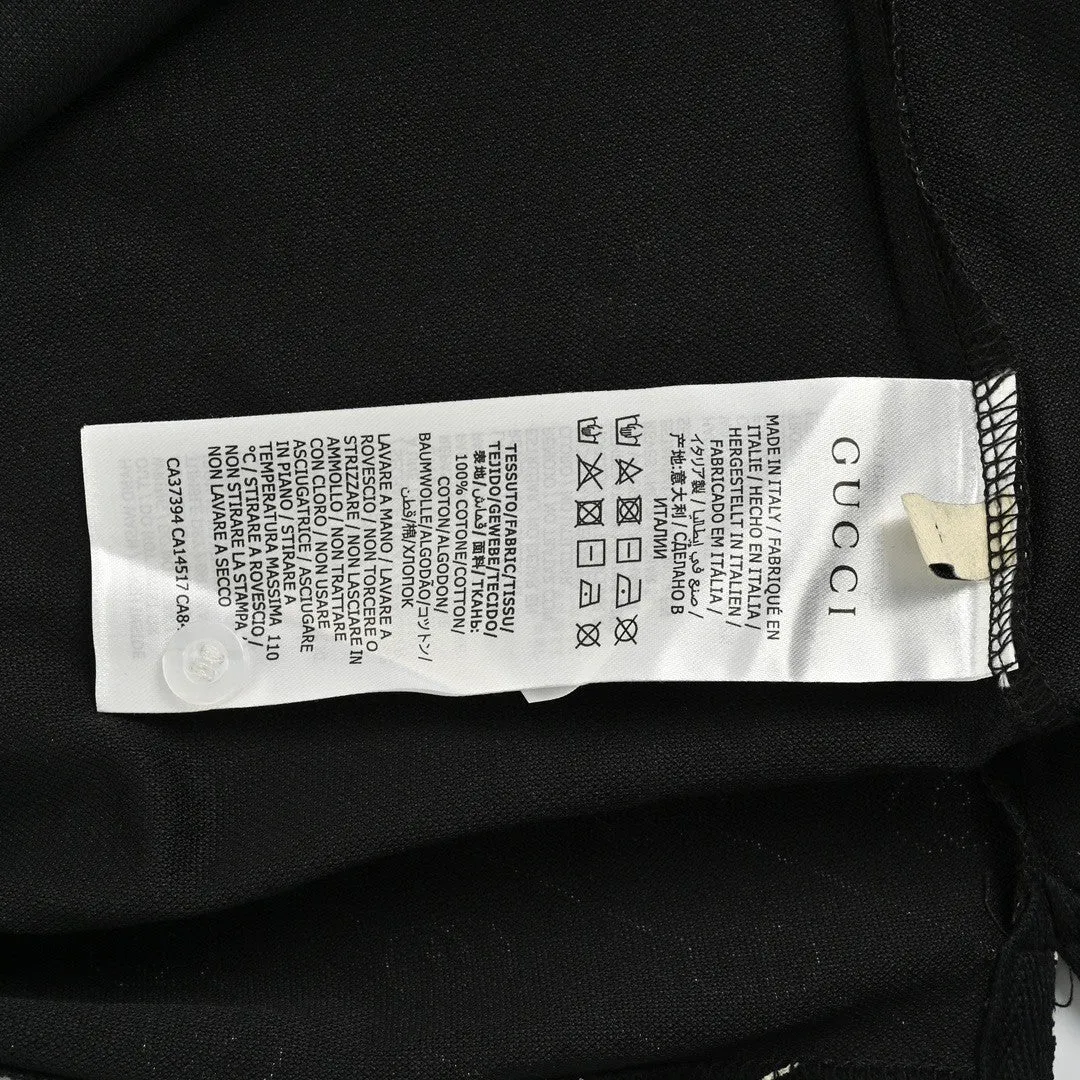 GUCCI
MADE IN ITALY / FABRIQUÉ EN
ITALIE / HECHO EN ITALIA /
HERGESTELLT IN ITALIEN /
FABRICADO EM ITÁLIA /
イタリア製 / صنع في إيطاليا /
产地:意大利 / СДЕЛАНО В
ИТАЛИИ
TESSUTO/FABRIC/TISSU/
TEJIDO/GEWEBE/TECIDO/
表地/قماش/面料/ТКАНЬ:
100% COTONE/COTTON/
COTON/ALGODON/
BAUMWOLLE/ALGODÃO/コットン/
قطن/棉/ХЛОПОК
LAVARE A MANO / LAVARE A
ROVESCIO / NON TORCERE O
STRIZZARE / NON LASCIARE IN
AMMOLLO / NON TRATTARE
CON CLORO / NON USARE
ASCIUGATRICE / ASCIUGARE
IN PIANO / STIRARE A
TEMPERATURA MASSIMA 110
°C / STIRARE A ROVESCIO /
NON STIRARE LA STAMPA /
NON LAVARE A SECCO
CA37394 CA14517 CA8-